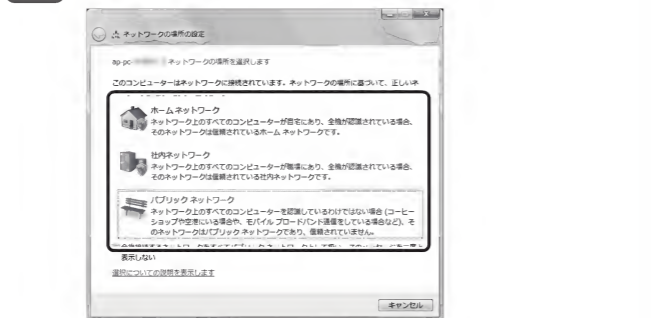 ネットワークの場所の設定
ap-pc- ネットワークの場所を選択します
このコンピューターはネットワークに接続されています。ネットワークの場所に基づいて、正しいネ
ホーム ネットワーク
ネットワーク上のすべてのコンピューターが自宅にあり、全機が認識されている場合、
そのネットワークは信頼されているホーム ネットワークです。
社内ネットワーク
ネットワーク上のすべてのコンピューターが職場にあり、全機が認識されている場合、
そのネットワークは信頼されている社内ネットワークです。
パブリック ネットワーク
ネットワーク上のすべてのコンピューターを認識しているわけではない場合 (コーヒー
ショップや空港にいる場合や、モバイル ブロードバンド通信をしている場合など)、そ
のネットワークはパブリック ネットワークであり、信頼されていません。
表示しない
選択についての説明を表示します
キャンセル